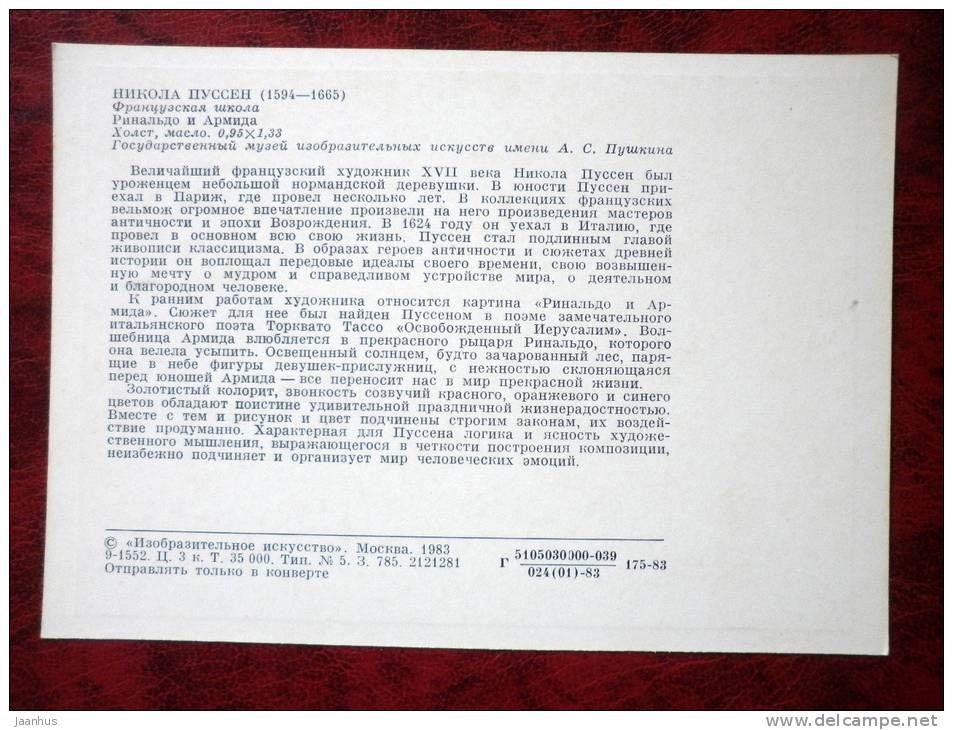 НИКОЛА ПУССЕН (1594—1665)
Французская школа
Ринальдо и Армида
Холст, масло. 0,95×1,33
Государственный музей изобразительных искусств имени А. С. Пушкина
Величайший французский художник XVII века Никола Пуссен был
уроженцем небольшой нормандской деревушки. В юности Пуссен при-
ехал в Париж, где провел несколько лет. В коллекциях французских
вельмож огромное впечатление произвели на него произведения мастеров
античности и эпохи Возрождения. В 1624 году он уехал в Италию, где
провел в основном всю свою жизнь. Пуссен стал подлинным главой
живописи классицизма. В образах героев античности и сюжетах древней
истории он воплощал передовые идеалы своего времени, свою возвышен-
ную мечту о мудром и справедливом устройстве мира, о деятельном
и благородном человеке.
К ранним работам художника относится картина «Ринальдо и Ар-
мида». Сюжет для нее был найден Пуссеном в поэме замечательного
итальянского поэта Торквато Тассо «Освобожденный Иерусалим». Вол-
шебница Армида влюбляется в прекрасного рыцаря Ринальдо, которого
она велела усыпить. Освещенный солнцем, будто зачарованный лес, паря-
щие в небе фигуры девушек-прислужниц, с нежностью склоняющаяся
перед юношей Армида — все переносит нас в мир прекрасной жизни.
Золотистый колорит, звонкость созвучий красного, оранжевого и синего
цветов обладают поистине удивительной праздничной жизнерадостностью.
Вместе с тем и рисунок и цвет подчинены строгим законам, их воздей-
ствие продуманно. Характерная для Пуссена логика и ясность художе-
ственного мышления, выражающегося в четкости построения композиции,
неизбежно подчиняет и организует мир человеческих эмоций.
© «Изобразительное искусство». Москва. 1983
9-1552. Ц. 3 к. Т. 35 000. Тип. № 5. З. 785. 2121281
Отправлять только в конверте
Г 5105030000-039 175-83
024(01)-83
Jaanhus
www.delcampe.net